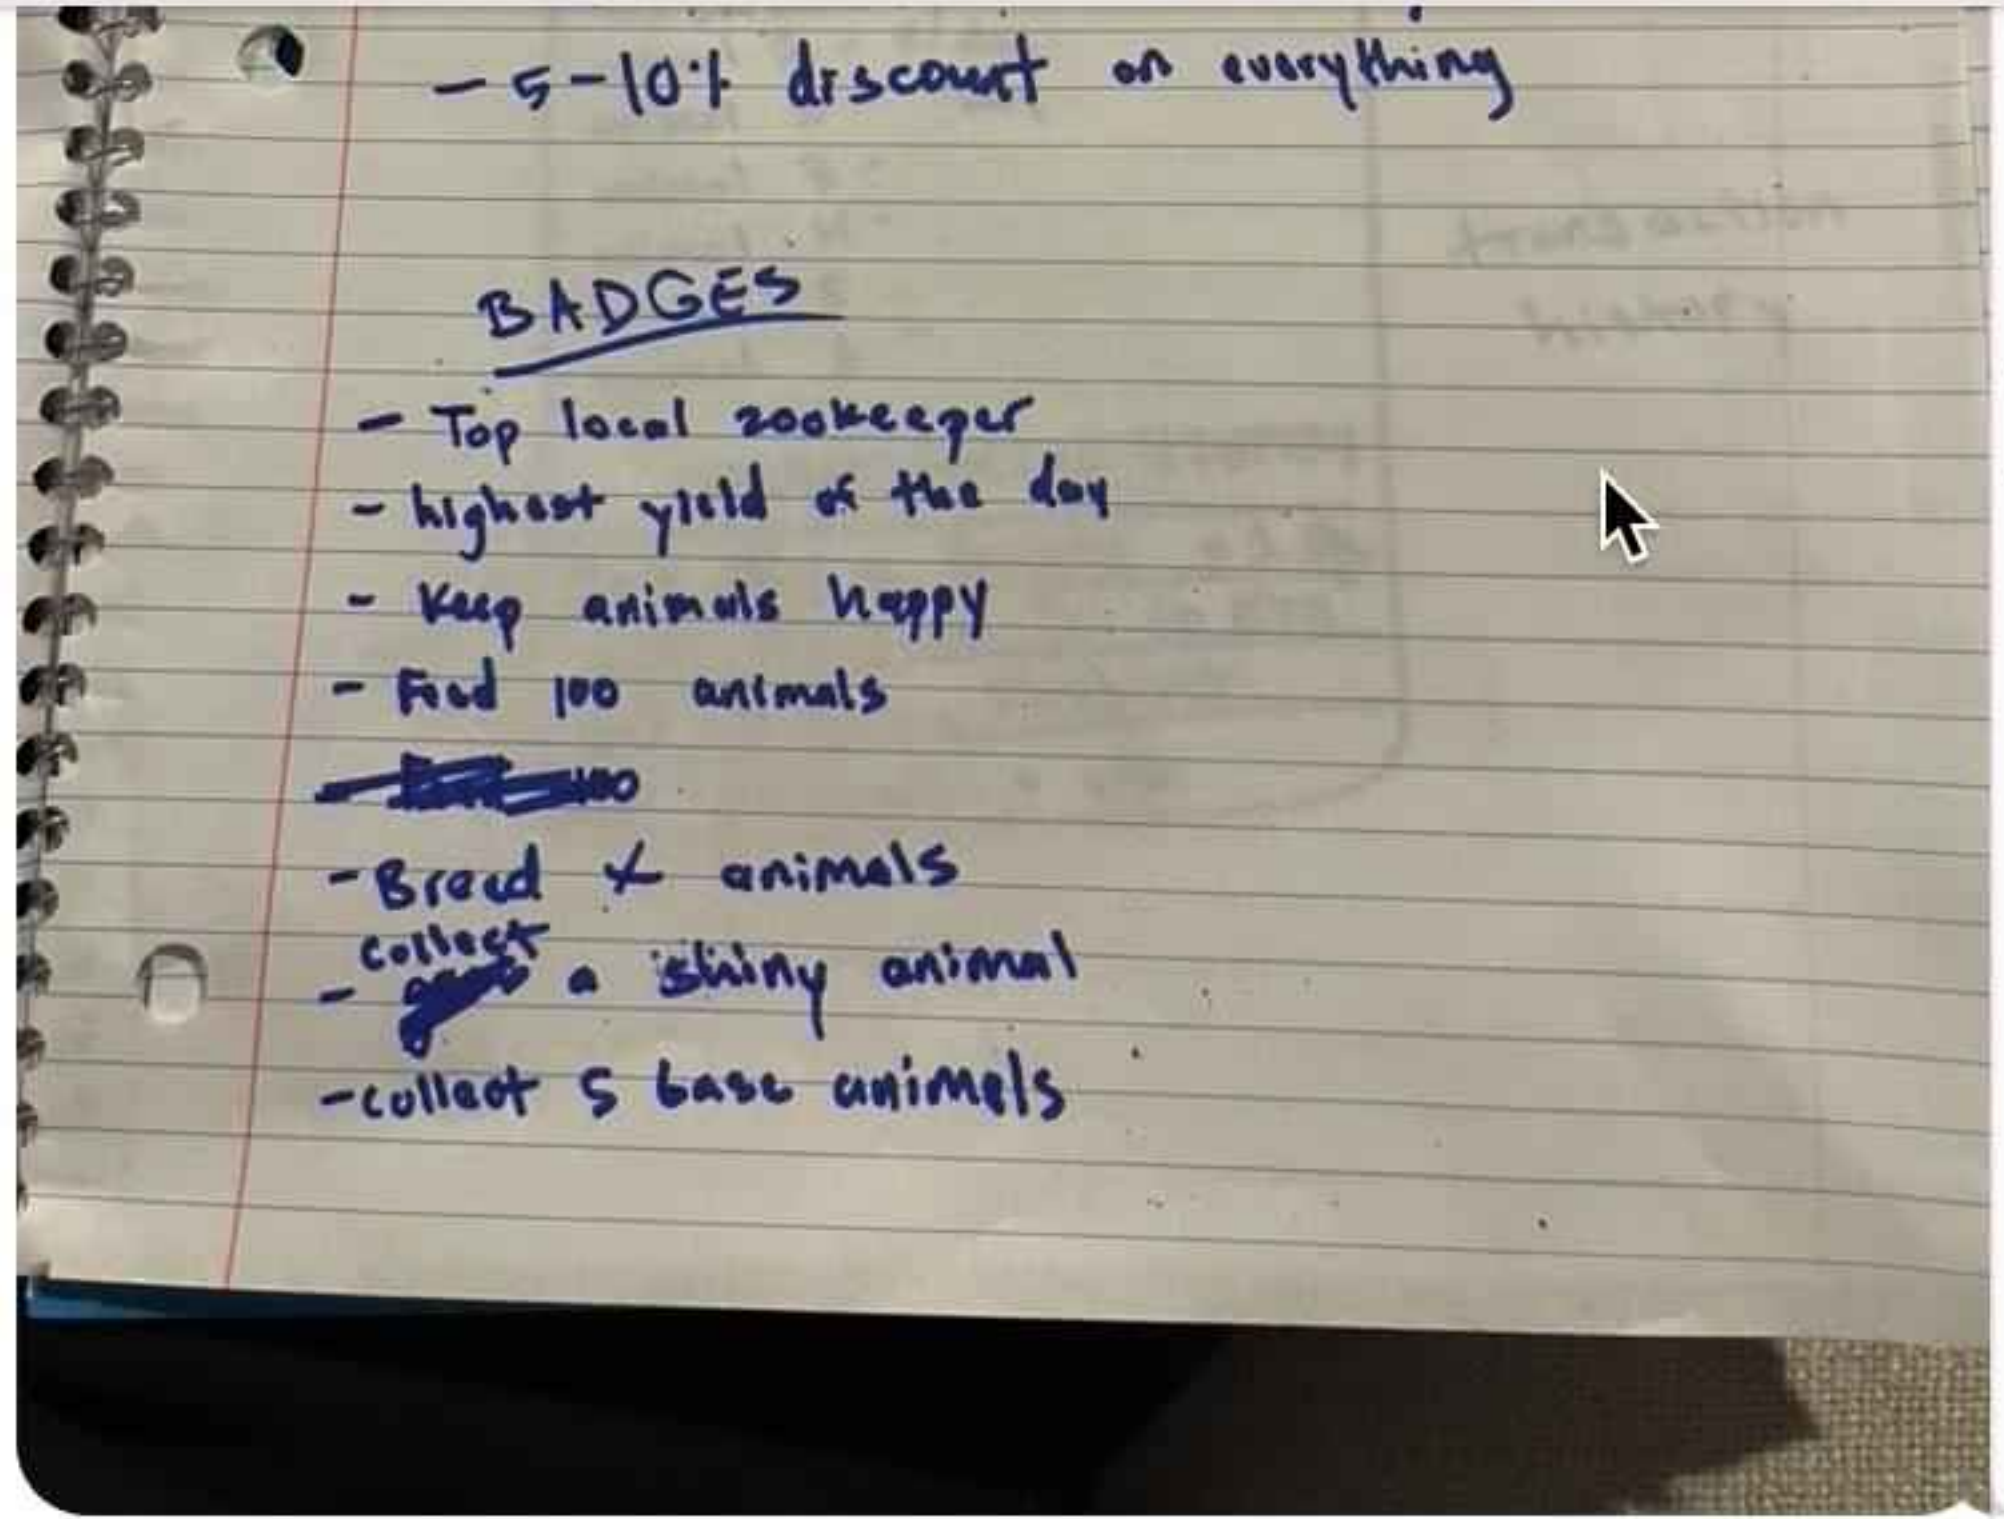 - 5-10% discount on everything
BADGES
- Top local zookeeper
- highest yield of the day
- Keep animals happy
- Feed 100 animals
100
- Breed x animals
collect
- a shiny animal
- collect 5 base animals